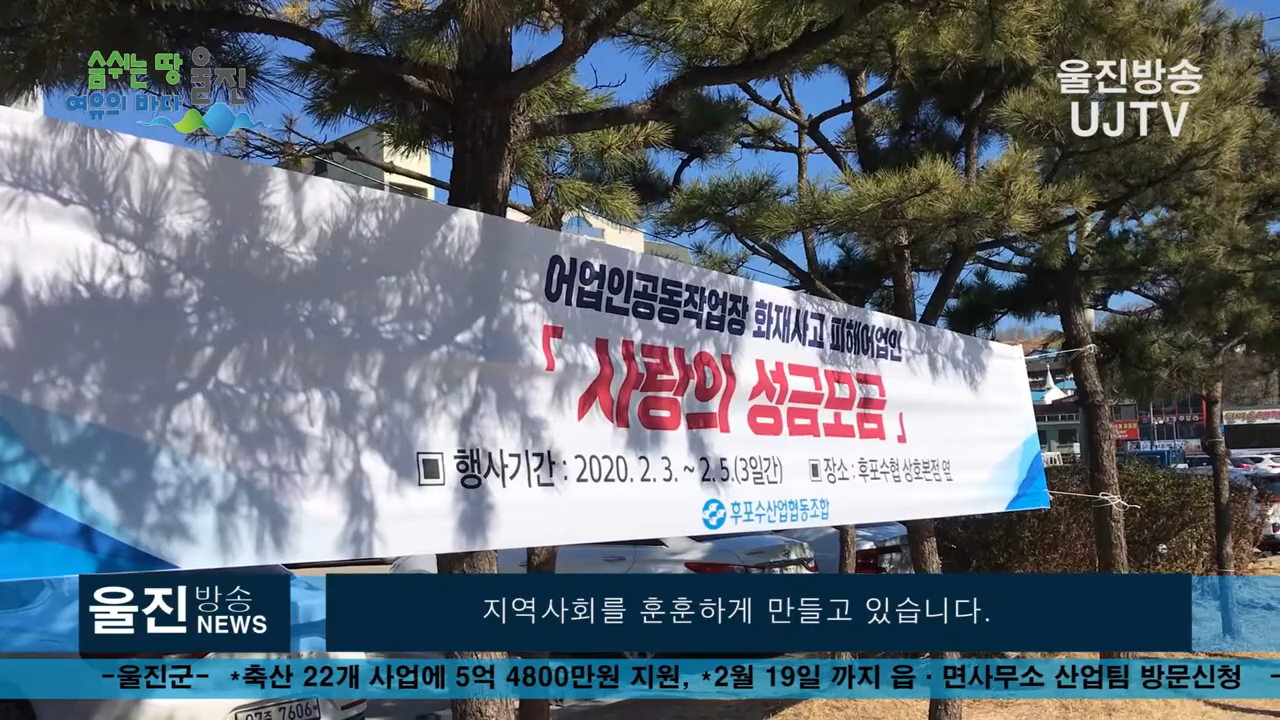 숨쉬는 땅 울진
여유의 바다
울진방송
UJTV
어업인공동작업장 화재사고 피해어업인
「사랑의 성금모금」
▣ 행사기간 : 2020. 2. 3. ~ 2. 5.(3일간) ▣ 장소 : 후포수협 상호본점 옆
후포수산업협동조합
울진방송 NEWS
지역사회를 훈훈하게 만들고 있습니다.
-울진군- *축산 22개 사업에 5억 4800만원 지원, *2월 19일 까지 읍·면사무소 산업팀 방문신청 -
7606